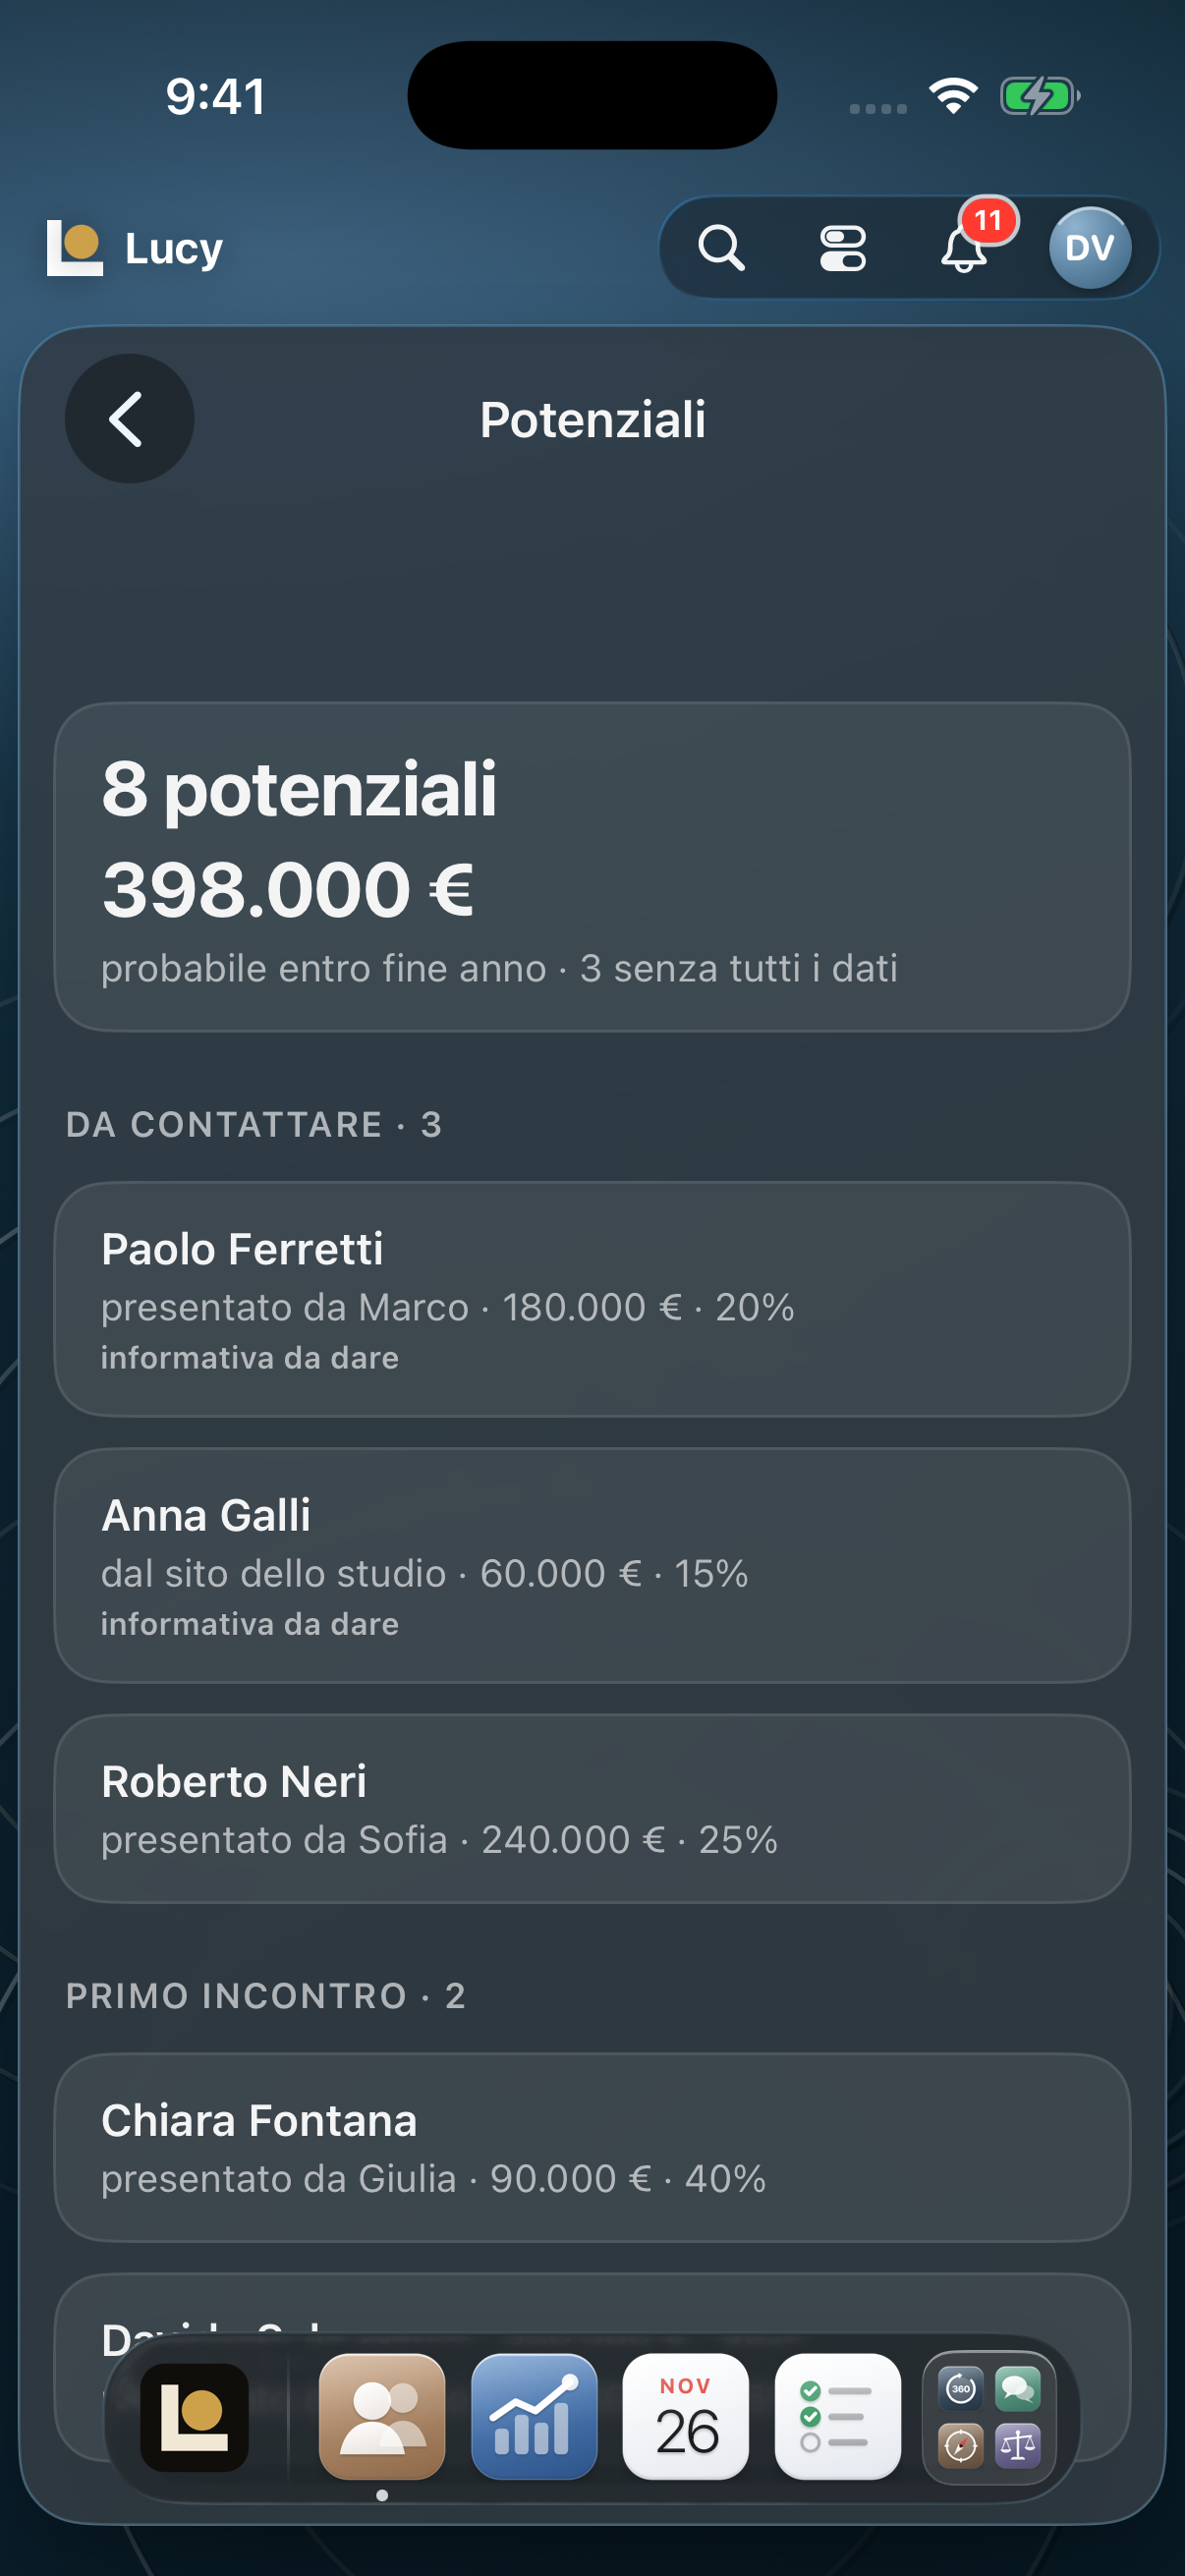 9:41
Lucy
11
DV
Potenziali
8 potenziali
398.000 €
probabile entro fine anno · 3 senza tutti i dati
DA CONTATTARE · 3
Paolo Ferretti
presentato da Marco · 180.000 € · 20%
informativa da dare
Anna Galli
dal sito dello studio · 60.000 € · 15%
informativa da dare
Roberto Neri
presentato da Sofia · 240.000 € · 25%
PRIMO INCONTRO · 2
Chiara Fontana
presentato da Giulia · 90.000 € · 40%
NOV
26
360